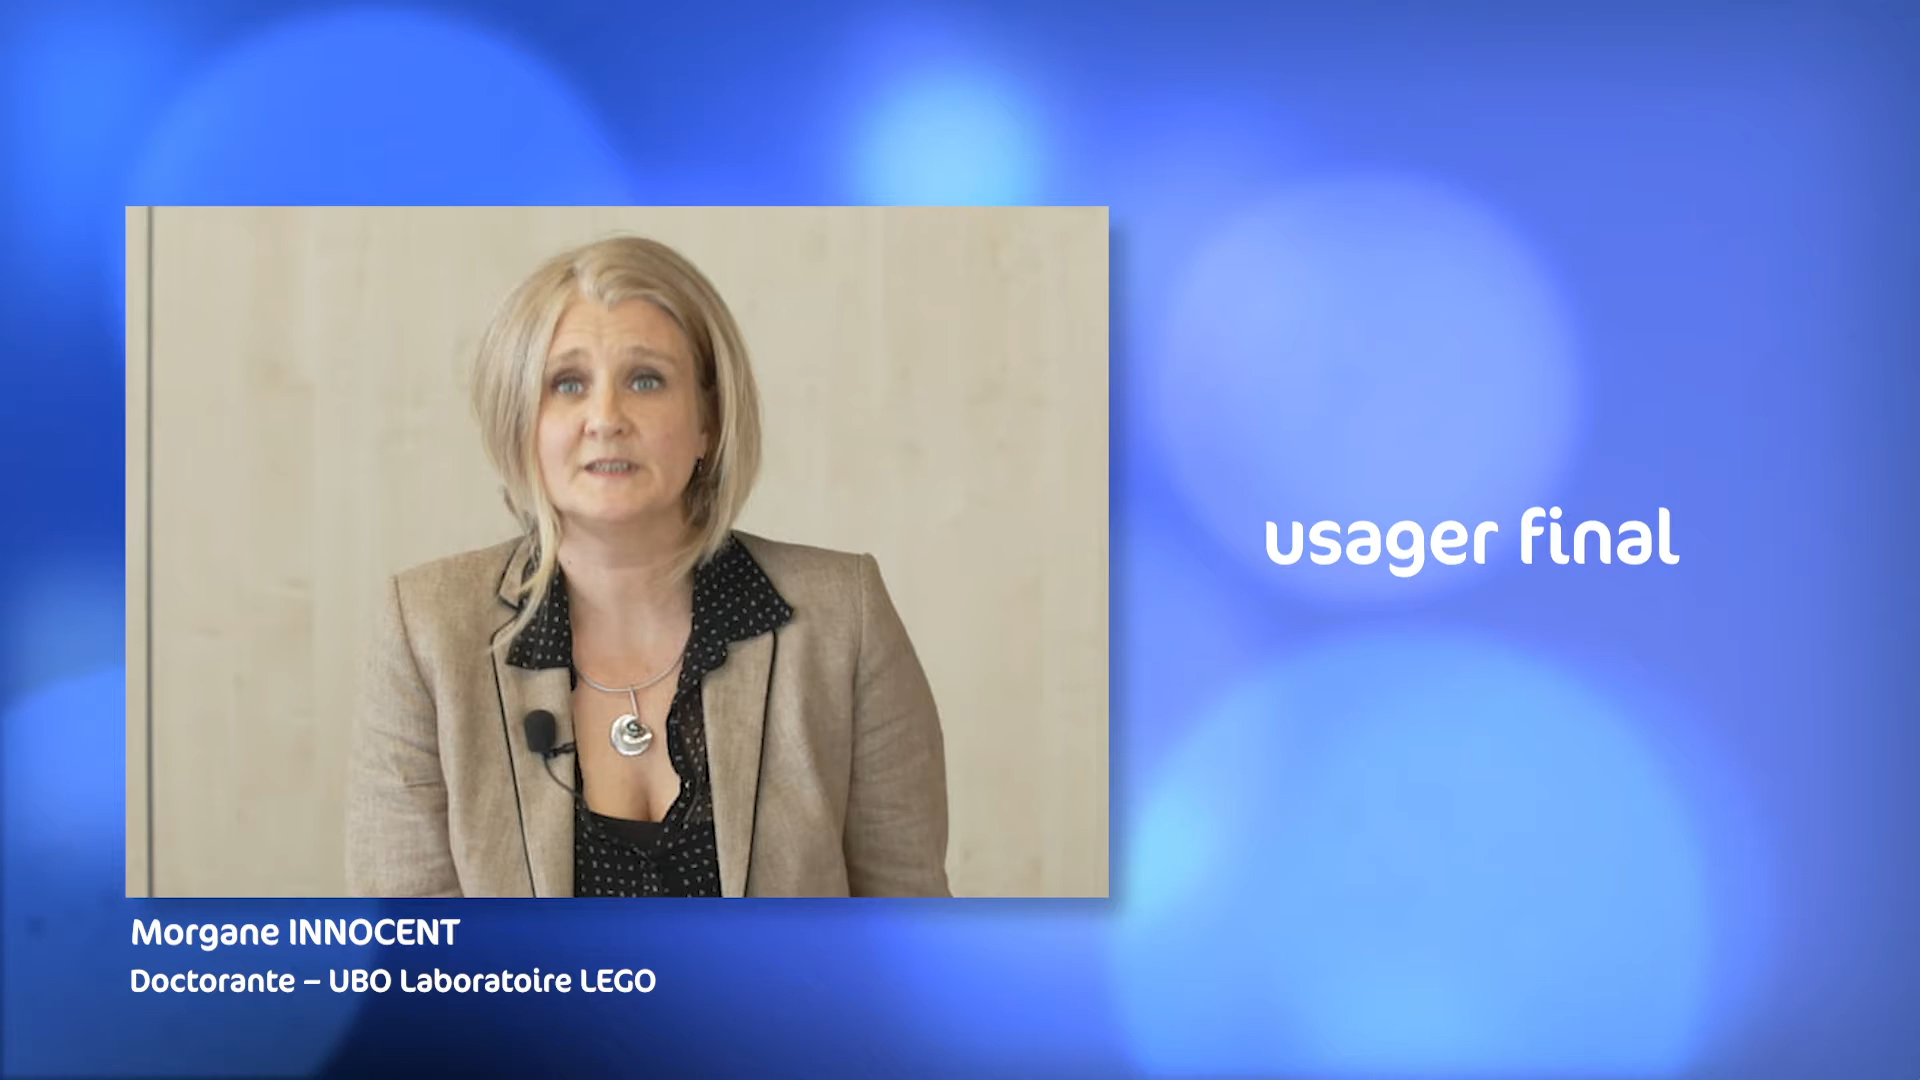 usager final
Morgane INNOCENT
Doctorante – UBO Laboratoire LEGO